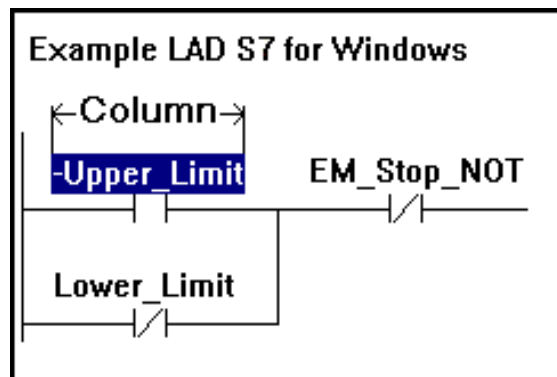 Example LAD S7 for Windows
Column
-Upper_Limit EM_Stop_NOT
Lower_Limit